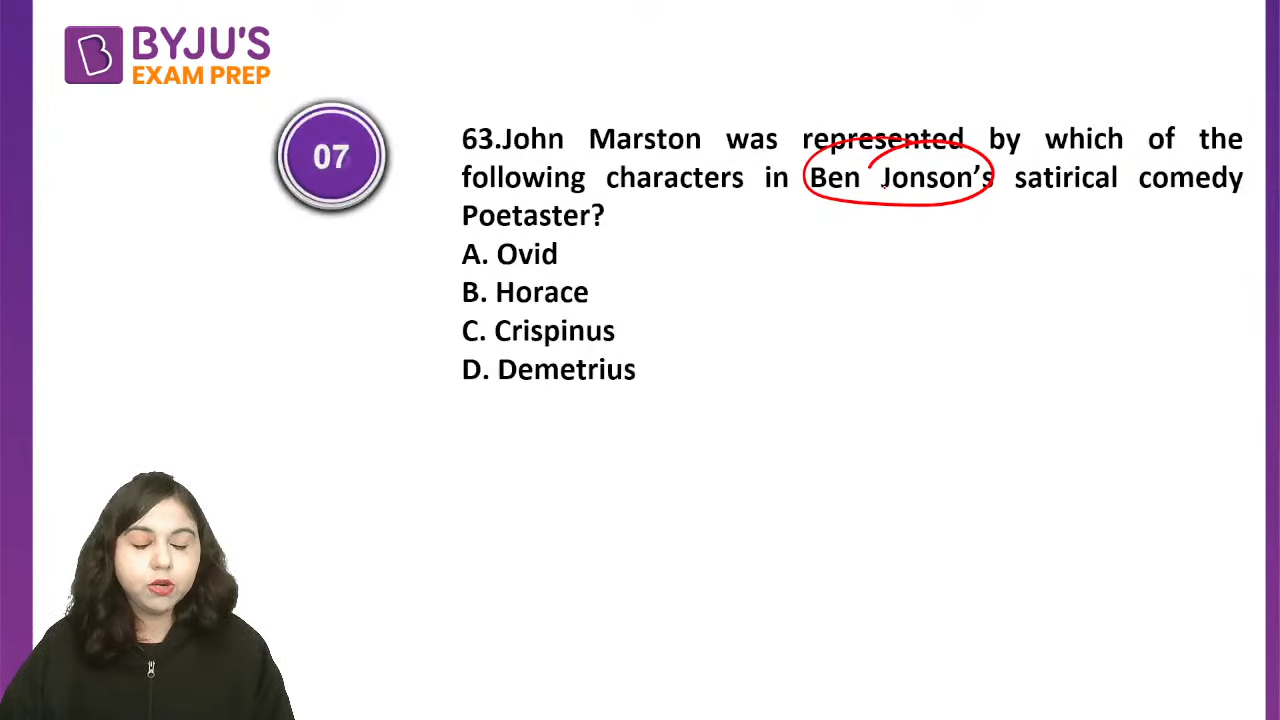 BYJU'S
EXAM PREP
07
63.John Marston was represented by which of the
following characters in Ben Jonson’s satirical comedy
Poetaster?
A. Ovid
B. Horace
C. Crispinus
D. Demetrius